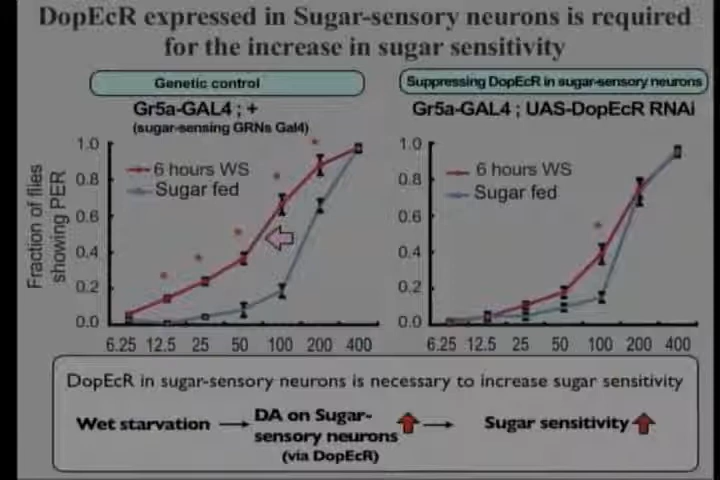 DopEcR expressed in Sugar-sensory neurons is required
for the increase in sugar sensitivity
Genetic control
Gr5a-GAL4 ; +
(sugar-sensing GRNs Gal4)
Fraction of flies
showing PER
1.0
0.8
0.6
0.4
0.2
0.0
6 hours WS
Sugar fed
* * * * *
6.25 12.5 25 50 100 200 400
Suppressing DopEcR in sugar-sensory neurons
Gr5a-GAL4 ; UAS-DopEcR RNAi
1.0
0.8
0.6
0.4
0.2
0.0
6 hours WS
Sugar fed
*
6.25 12.5 25 50 100 200 400
DopEcR in sugar-sensory neurons is necessary to increase sugar sensitivity
Wet starvation → DA on Sugar-
sensory neurons
(via DopEcR) → Sugar sensitivity